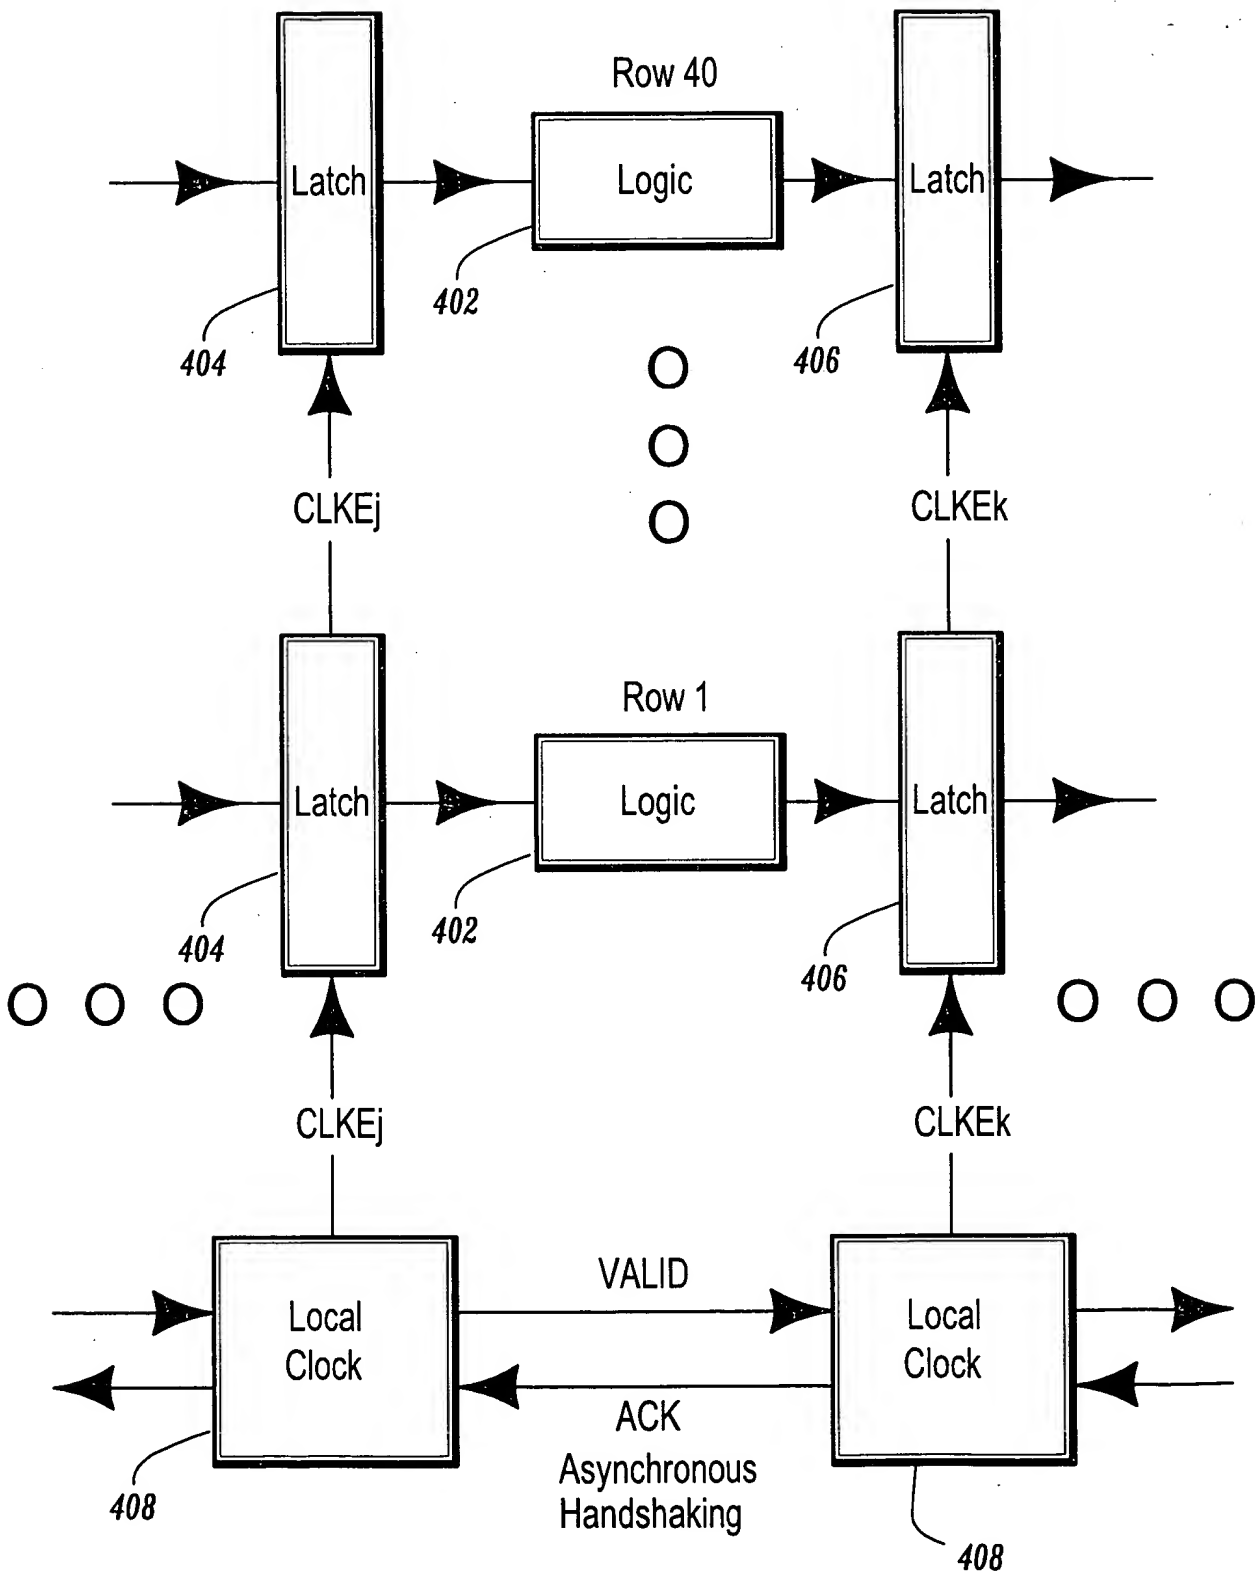 Row 40
Latch
Logic
Latch
402
404
406
CLKEj
CLKEk
Row 1
Latch
Logic
Latch
402
404
406
CLKEj
CLKEk
VALID
Local
Clock
Local
Clock
ACK
Asynchronous
Handshaking
408
408